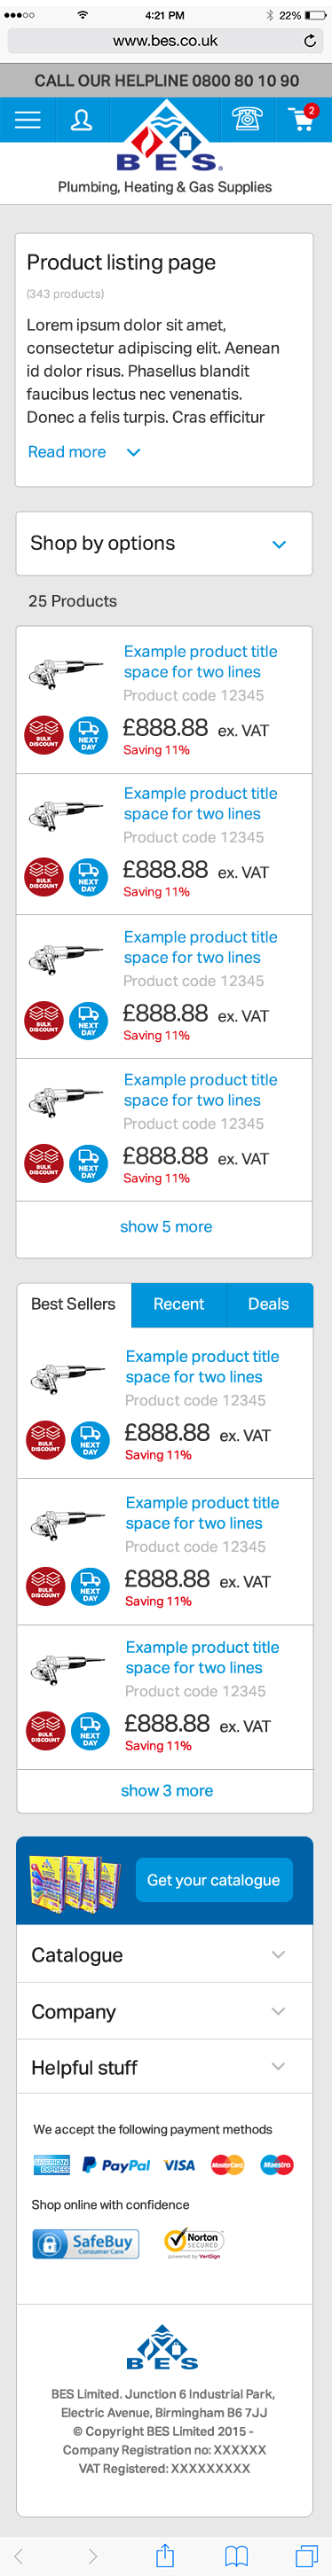 4:21 PM
22%
www.bes.co.uk
CALL OUR HELPLINE 0800 80 10 90
2
BES
Plumbing, Heating & Gas Supplies
Product listing page
(343 products)
Lorem ipsum dolor sit amet,
consectetur adipiscing elit. Aenean
id dolor risus. Phasellus blandit
faucibus lectus nec venenatis.
Donec a felis turpis. Cras efficitur
Read more
Shop by options
25 Products
Example product title
space for two lines
Product code 12345
BULK DISCOUNT
NEXT DAY
£888.88 ex. VAT
Saving 11%
Example product title
space for two lines
Product code 12345
BULK DISCOUNT
NEXT DAY
£888.88 ex. VAT
Saving 11%
Example product title
space for two lines
Product code 12345
BULK DISCOUNT
NEXT DAY
£888.88 ex. VAT
Saving 11%
Example product title
space for two lines
Product code 12345
BULK DISCOUNT
NEXT DAY
£888.88 ex. VAT
Saving 11%
show 5 more
Best Sellers Recent Deals
Example product title
space for two lines
Product code 12345
BULK DISCOUNT
NEXT DAY
£888.88 ex. VAT
Saving 11%
Example product title
space for two lines
Product code 12345
BULK DISCOUNT
NEXT DAY
£888.88 ex. VAT
Saving 11%
Example product title
space for two lines
Product code 12345
BULK DISCOUNT
NEXT DAY
£888.88 ex. VAT
Saving 11%
show 3 more
Get your catalogue
Catalogue
Company
Helpful stuff
We accept the following payment methods
AMERICAN EXPRESS PayPal VISA MasterCard Maestro
Shop online with confidence
SafeBuy
Consumer Care
Norton
SECURED
powered by VeriSign
BES
BES Limited. Junction 6 Industrial Park,
Electric Avenue, Birmingham B6 7JJ
© Copyright BES Limited 2015 -
Company Registration no: XXXXXX
VAT Registered: XXXXXXXXX